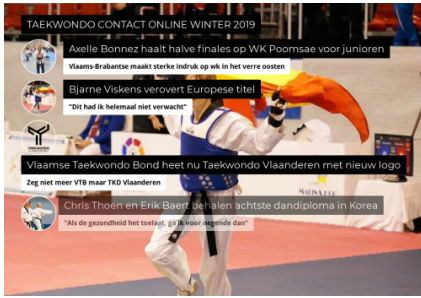 TAEKWONDO CONTACT ONLINE WINTER 2019
Axelle Bonnez haalt halve finales op WK Poomsae voor junioren
Vlaams-Brabantse maakt sterke indruk op wk in het verre oosten
Bjarne Viskens verovert Europese titel
"Dit had ik helemaal niet verwacht"
TAEKWONDO
Vlaamse Taekwondo Bond heet nu Taekwondo Vlaanderen met nieuw logo
Zeg niet meer VTB maar TKD Vlaanderen
Chris Thoen en Erik Baert behalen achtste dandiploma in Korea
"Als de gezondheid het toelaat, ga ik voor negende dan"